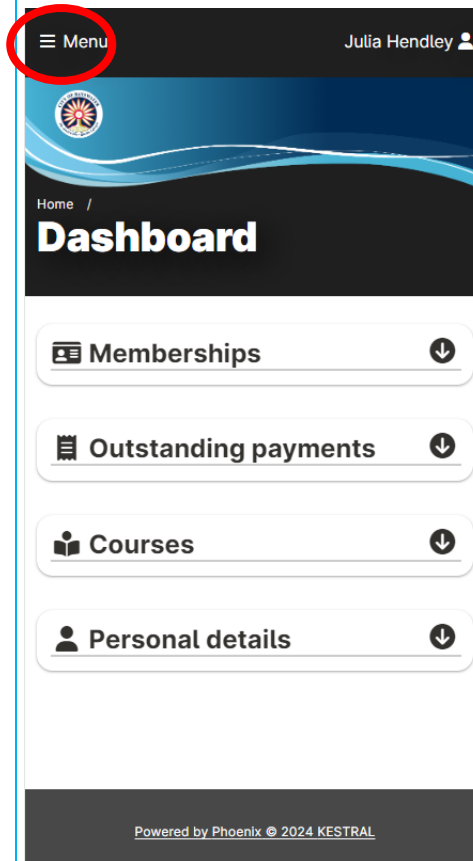 Menu
Julia Hendley
Home /
Dashboard
Memberships
Outstanding payments
Courses
Personal details
Powered by Phoenix © 2024 KESTRAL